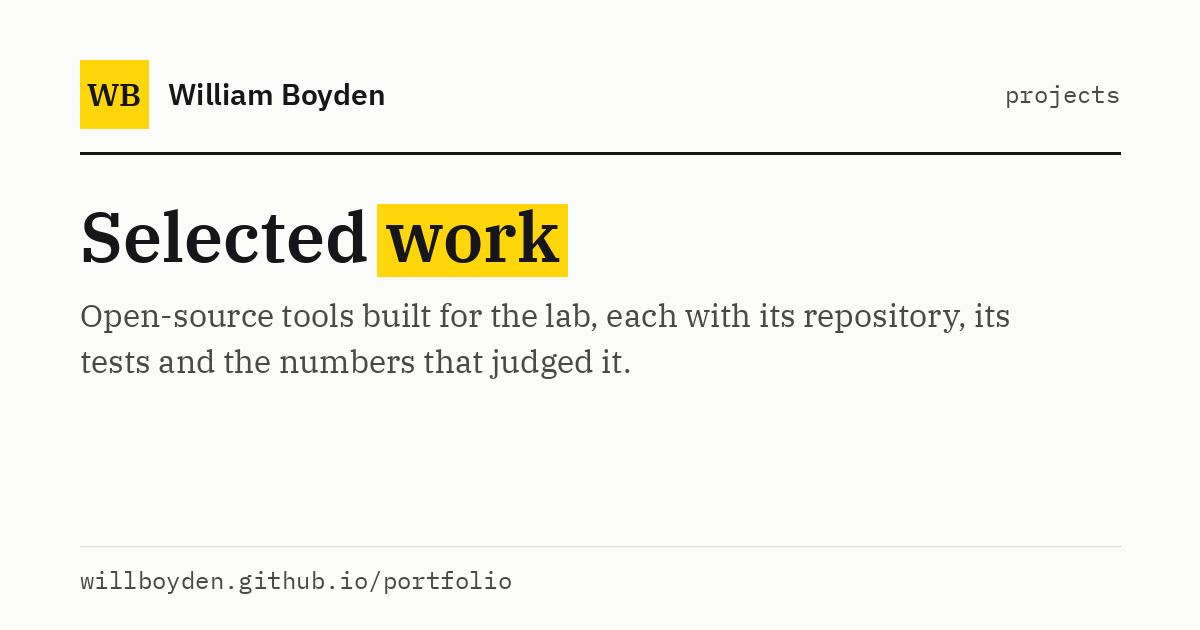 WB
William Boyden
projects
Selected work
Open-source tools built for the lab, each with its repository, its
tests and the numbers that judged it.
willboyden.github.io/portfolio